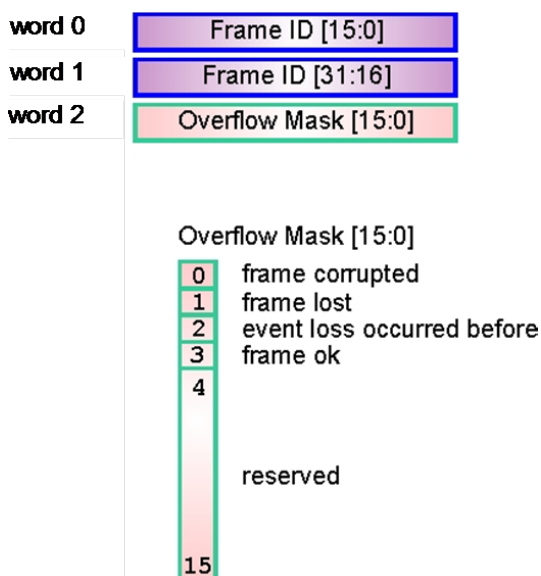 word 0 Frame ID [15:0]
word 1 Frame ID [31:16]
word 2 Overflow Mask [15:0]
Overflow Mask [15:0]
0 frame corrupted
1 frame lost
2 event loss occurred before
3 frame ok
4
reserved
15